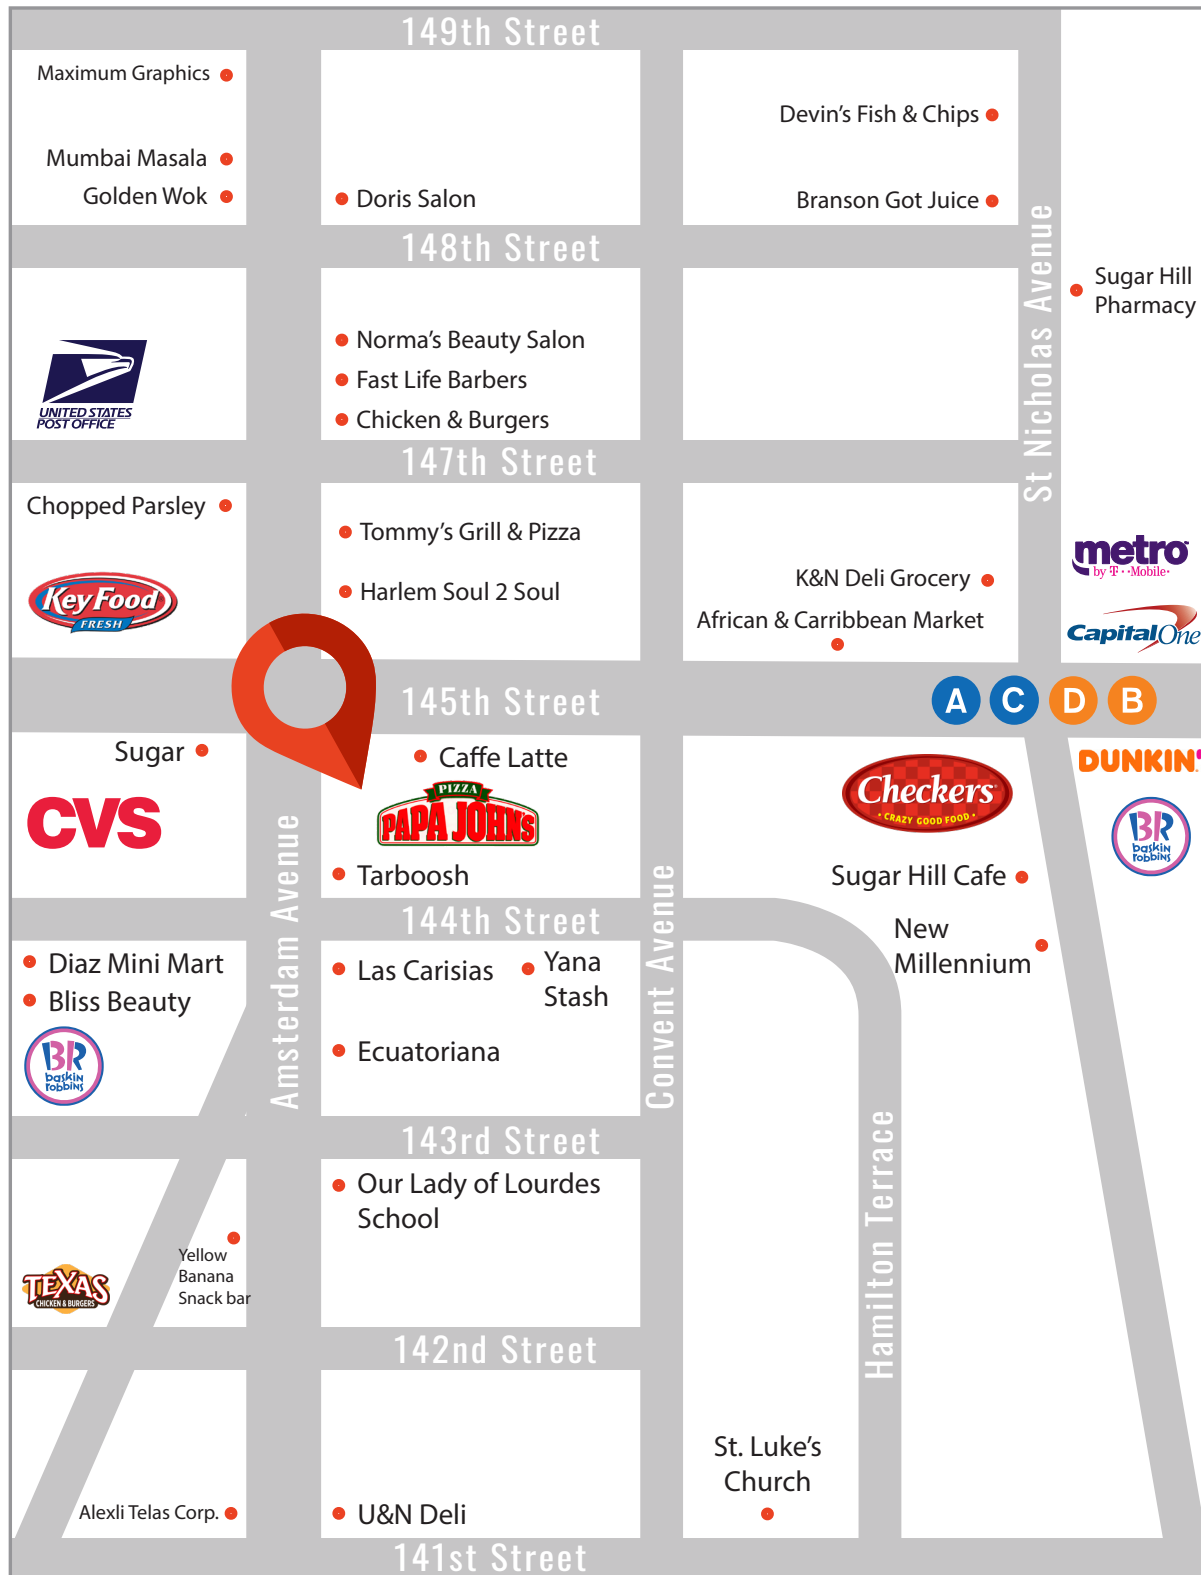 149th Street
Maximum Graphics
Devin's Fish & Chips
Mumbai Masala
Golden Wok
Doris Salon
Branson Got Juice
148th Street
St Nicholas Avenue
Sugar Hill
Pharmacy
Norma's Beauty Salon
UNITED STATES
POST OFFICE
Fast Life Barbers
Chicken & Burgers
147th Street
Chopped Parsley
Tommy's Grill & Pizza
metro
by T-Mobile
Key Food
FRESH
Harlem Soul 2 Soul
K&N Deli Grocery
African & Carribbean Market
Capital One
145th Street
A C D B
Sugar
Caffe Latte
DUNKIN'
CVS
PIZZA
PAPA JOHNS
Checkers
CRAZY GOOD FOOD
BR
baskin
robbins
Amsterdam Avenue
Tarboosh
Convent Avenue
Sugar Hill Cafe
144th Street
New
Millennium
Diaz Mini Mart
Bliss Beauty
Las Carisias
Yana
Stash
BR
baskin
robbins
Ecuatoriana
143rd Street
Hamilton Terrace
Our Lady of Lourdes
School
Yellow
Banana
Snack bar
TEXAS
CHICKEN & BURGERS
142nd Street
St. Luke's
Church
Alexli Telas Corp.
U&N Deli
141st Street